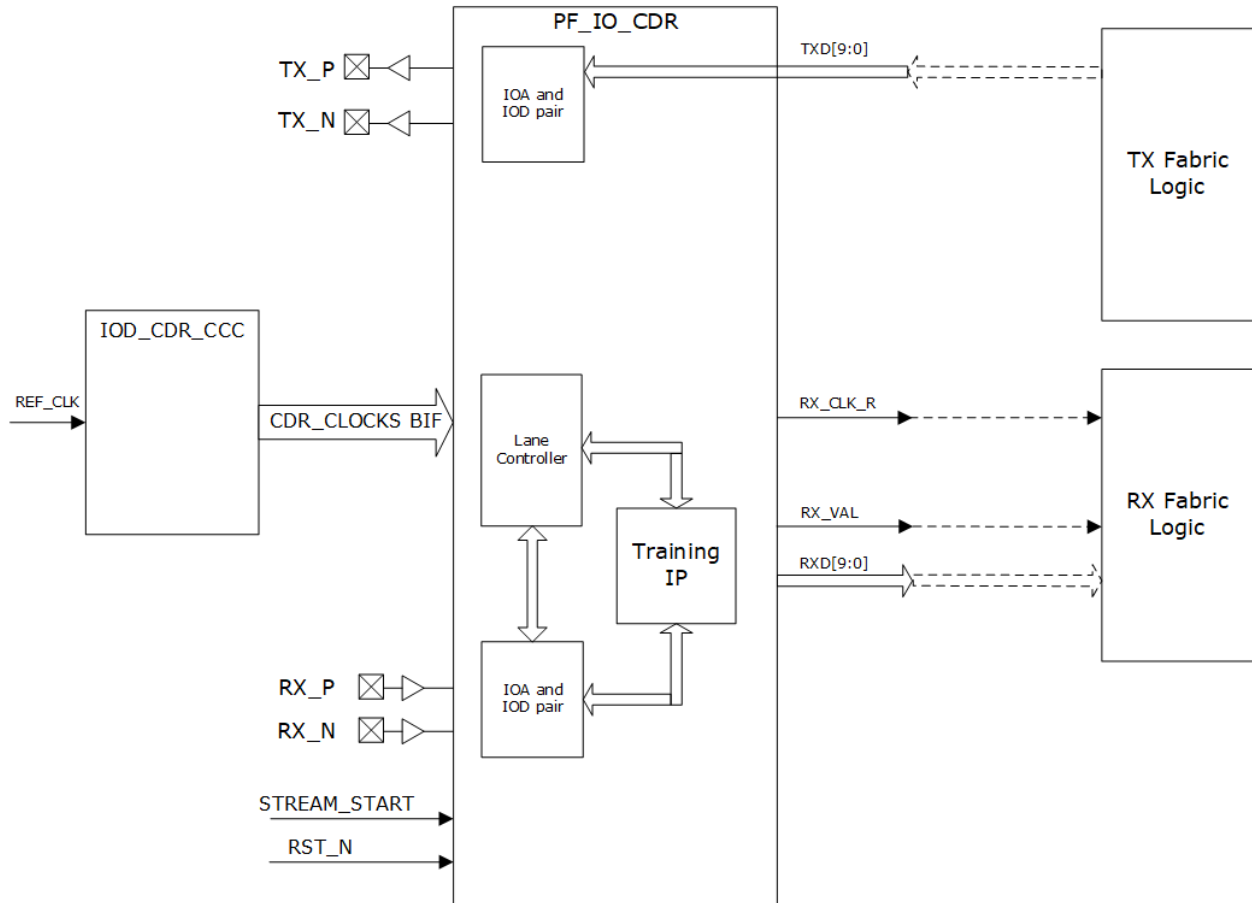 PF_IO_CDR
TX_P
TX_N
IOA and
IOD pair
TXD[9:0]
TX Fabric
Logic
IOD_CDR_CCC
REF_CLK
CDR_CLOCKS BIF
Lane
Controller
Training
IP
RX_CLK_R
RX_VAL
RXD[9:0]
RX Fabric
Logic
RX_P
RX_N
IOA and
IOD pair
STREAM_START
RST_N